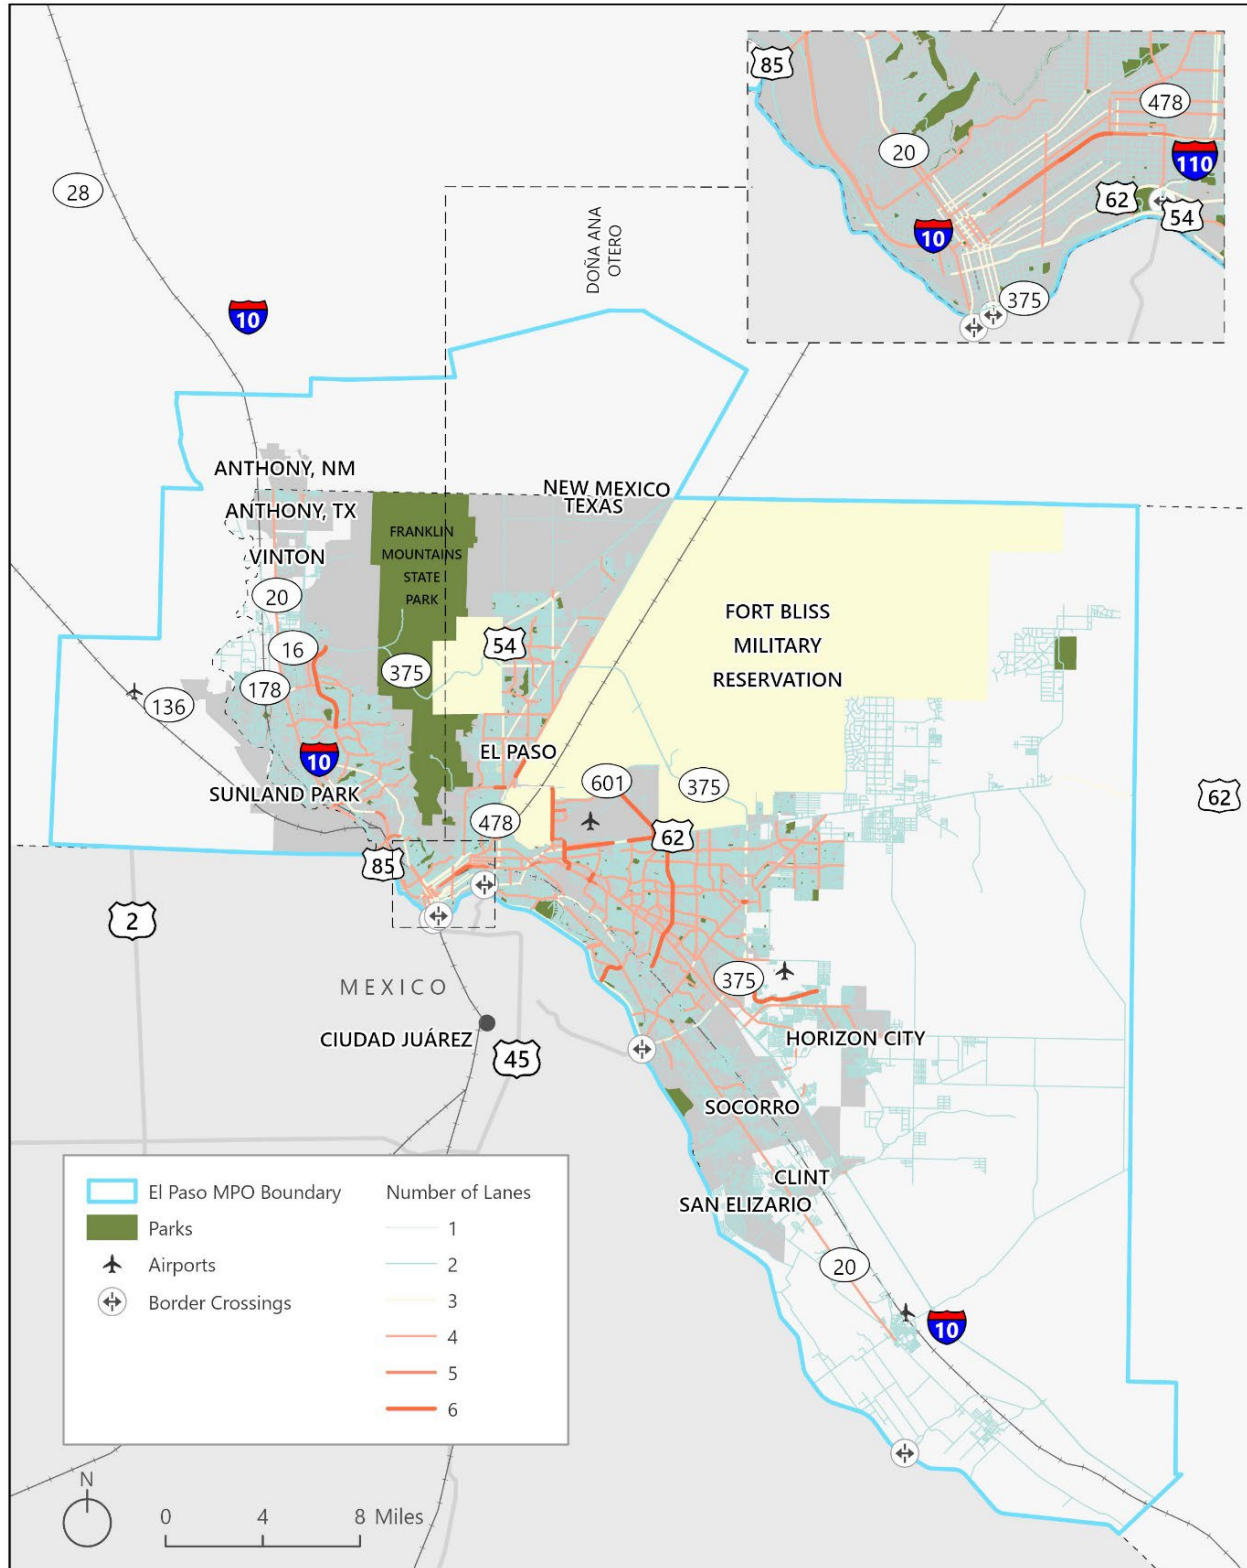 85
478
20
110
62
54
10
375
28
DOÑA ANA
OTERO
10
ANTHONY, NM
ANTHONY, TX
NEW MEXICO
TEXAS
FRANKLIN
MOUNTAINS
STATE
PARK
VINTON
20
16
54
FORT BLISS
MILITARY
RESERVATION
375
178
136
10
EL PASO
SUNLAND PARK
601
375
62
478
62
85
2
MEXICO
375
CIUDAD JUÁREZ
45
HORIZON CITY
SOCORRO
CLINT
SAN ELIZARIO
20
10
El Paso MPO Boundary
Parks
Airports
Border Crossings
Number of Lanes
1
2
3
4
5
6
N
0 4 8 Miles